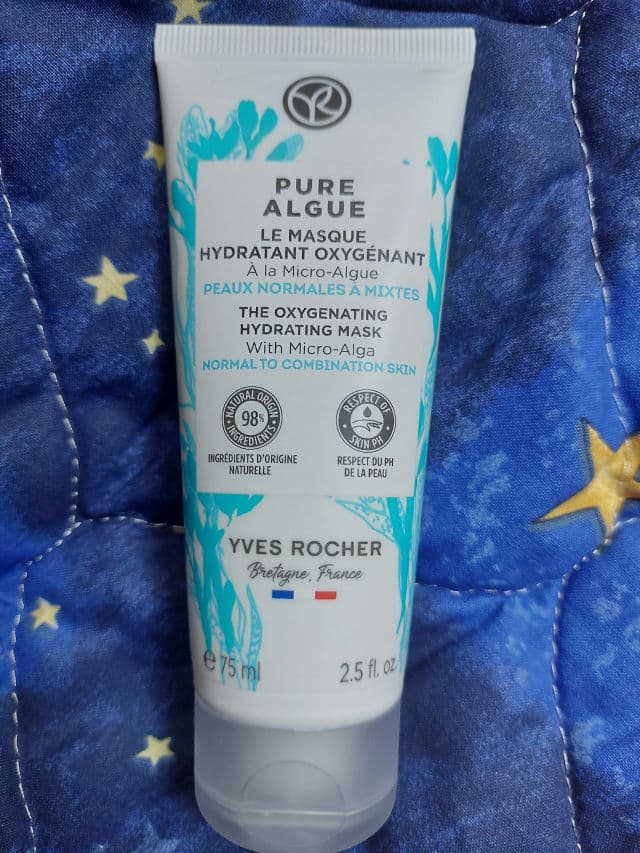 PURE
ALGUE
LE MASQUE
HYDRATANT OXYGÉNANT
À la Micro-Algue
PEAUX NORMALES À MIXTES
THE OXYGENATING
HYDRATING MASK
With Micro-Alga
NORMAL TO COMBINATION SKIN
NATURAL ORIGIN
98%
INGREDIENTS
INGRÉDIENTS D'ORIGINE
NATURELLE
RESPECT OF
SKIN PH
RESPECT DU PH
DE LA PEAU
YVES ROCHER
Bretagne, France
e 75 ml
2.5 fl. oz.